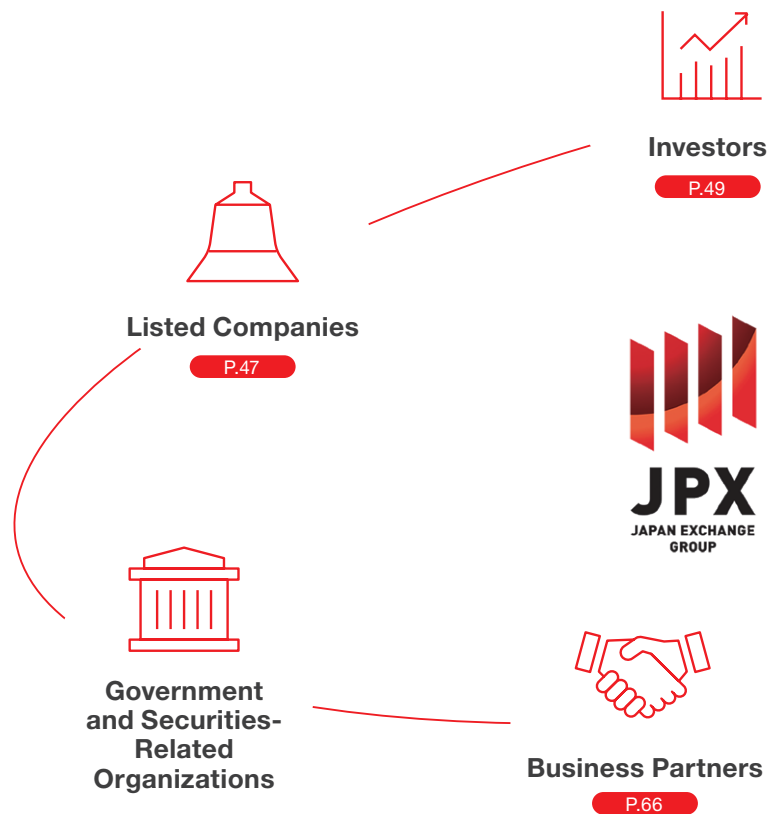 Investors
P.49
Listed Companies
P.47
JPX
JAPAN EXCHANGE
GROUP
Government
and Securities-
Related
Organizations
Business Partners
P.66